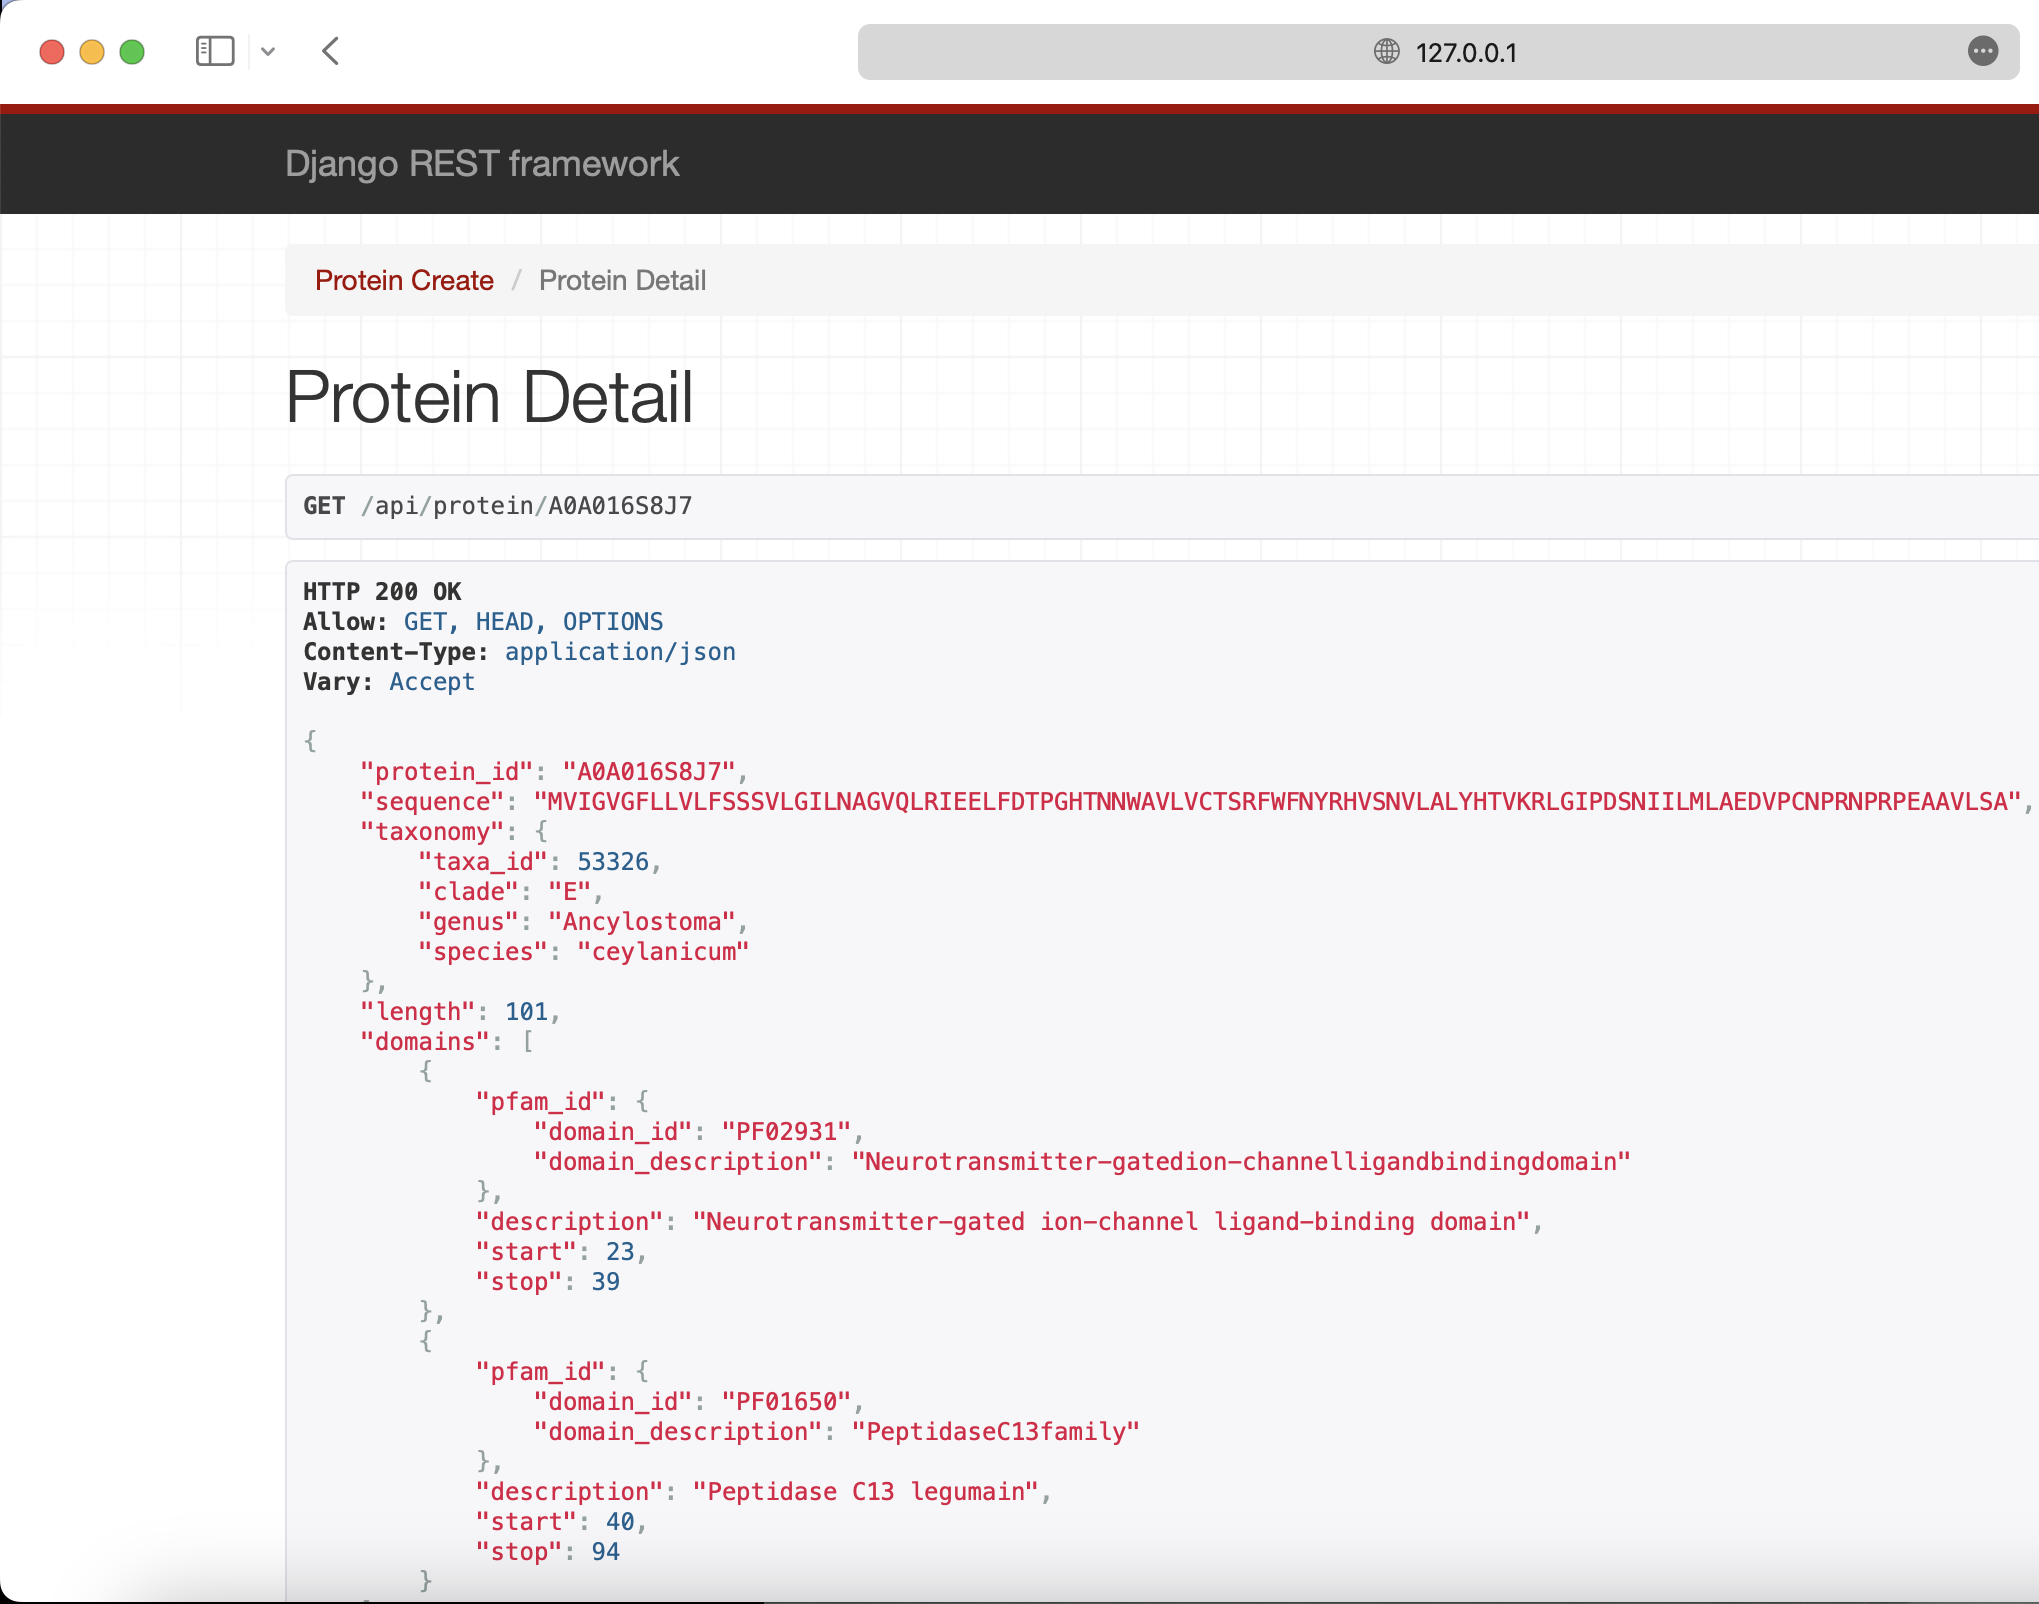 127.0.0.1
Django REST framework
Protein Create / Protein Detail
Protein Detail
GET /api/protein/A0A016S8J7
HTTP 200 OK
Allow: GET, HEAD, OPTIONS
Content-Type: application/json
Vary: Accept
{
"protein_id": "A0A016S8J7",
"sequence": "MVIGVGFLLVLFSSSVLGILNAGVQLRIEELFDTPGHTNNWAVLVCTSRFWFNYRHVSNVLALYHTVKRLGIPDSNIILMLAEDVPCNPRNPRPEAAVLSA",
"taxonomy": {
"taxa_id": 53326,
"clade": "E",
"genus": "Ancylostoma",
"species": "ceylanicum"
},
"length": 101,
"domains": [
{
"pfam_id": {
"domain_id": "PF02931",
"domain_description": "Neurotransmitter-gatedion-channelligandbindingdomain"
},
"description": "Neurotransmitter-gated ion-channel ligand-binding domain",
"start": 23,
"stop": 39
},
{
"pfam_id": {
"domain_id": "PF01650",
"domain_description": "PeptidaseC13family"
},
"description": "Peptidase C13 legumain",
"start": 40,
"stop": 94
}